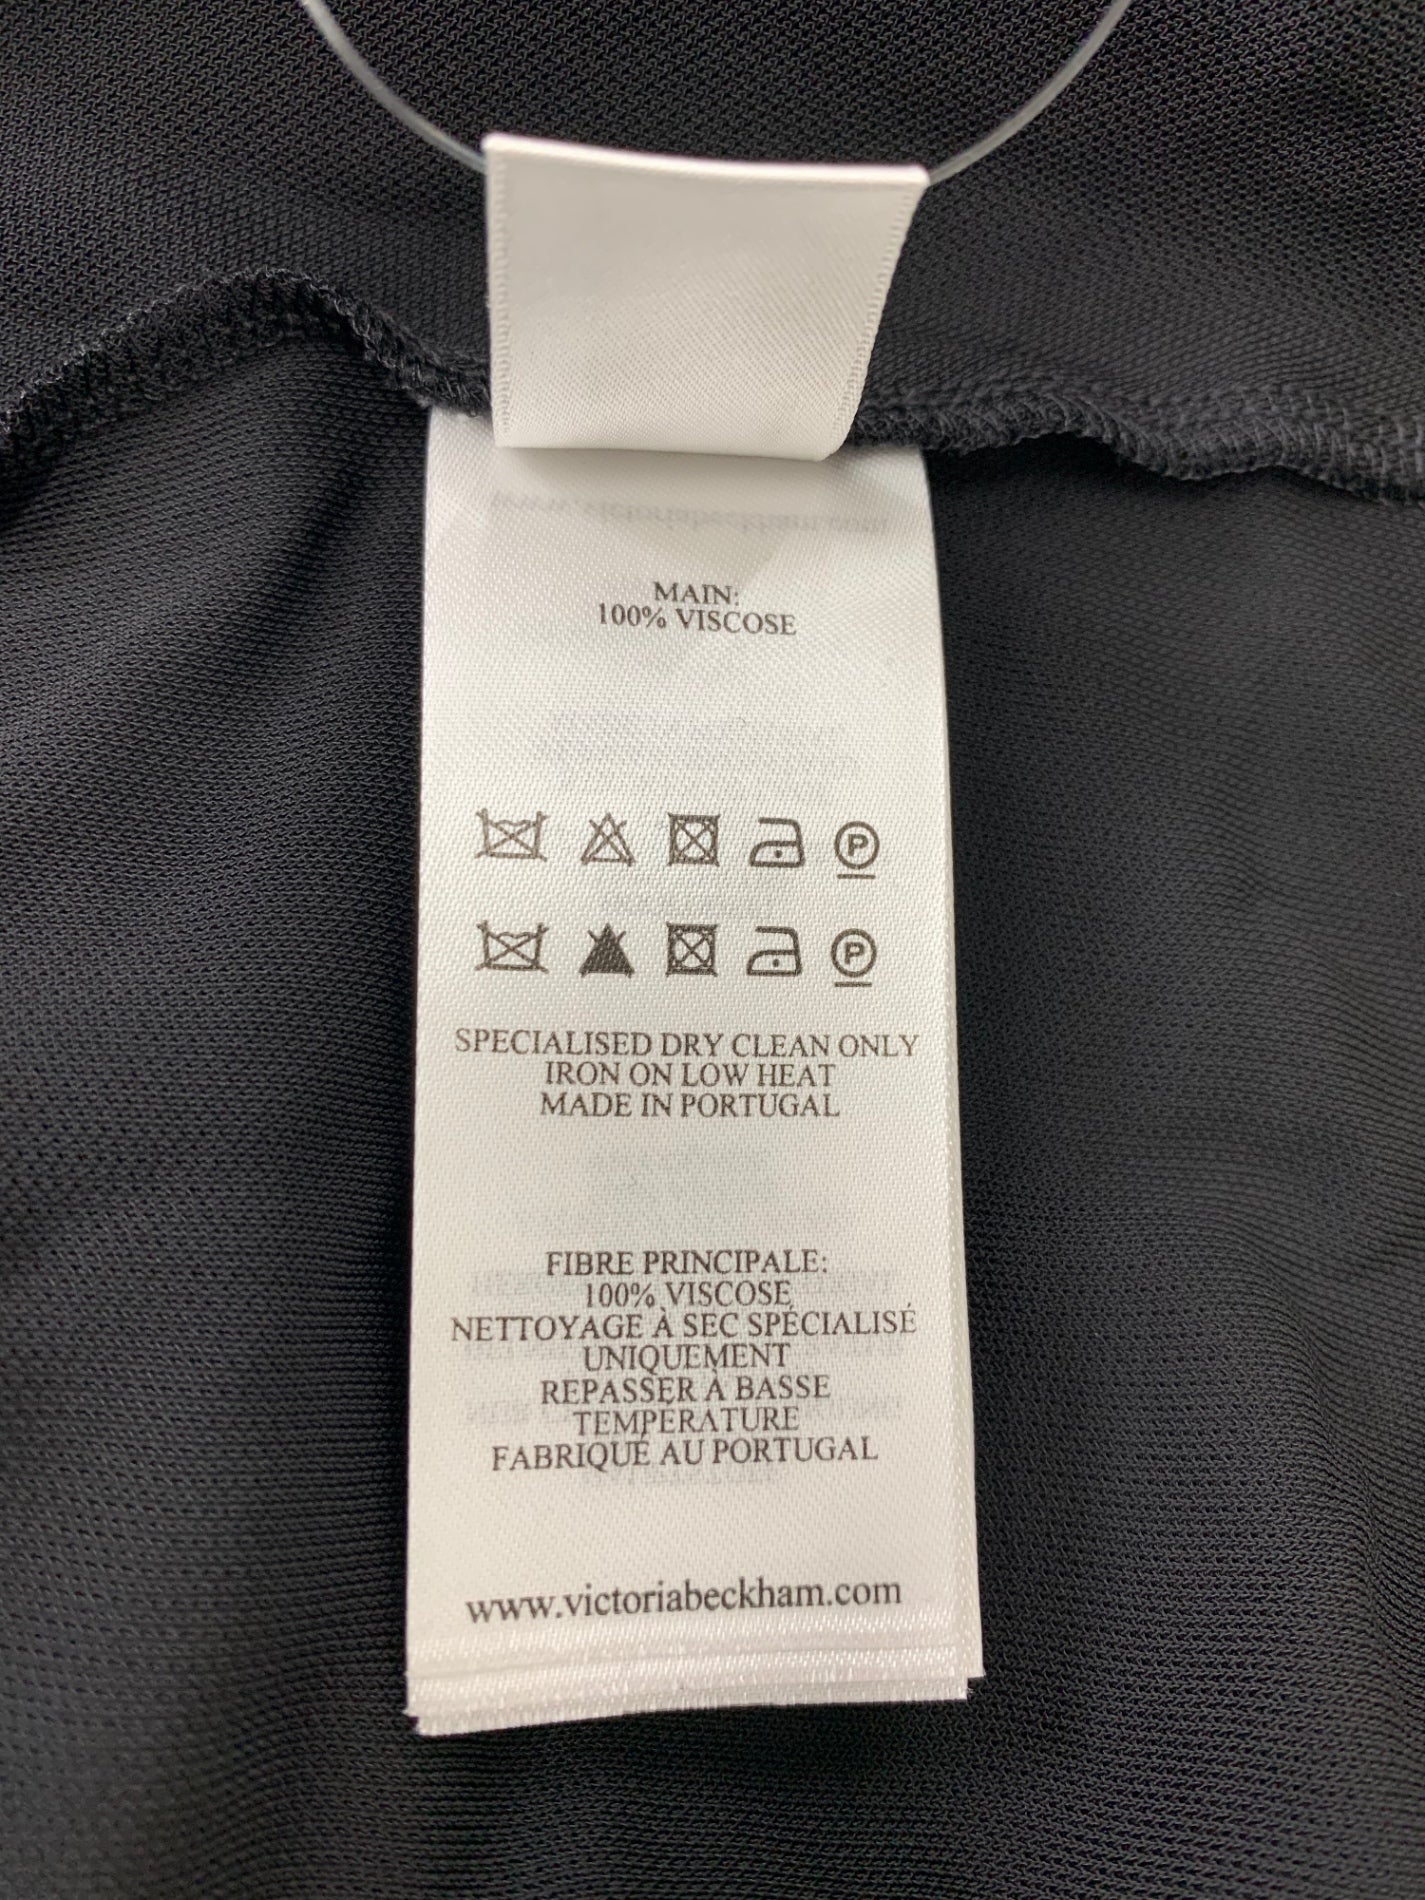 MAIN:
100% VISCOSE
P
P
SPECIALISED DRY CLEAN ONLY
IRON ON LOW HEAT
MADE IN PORTUGAL
FIBRE PRINCIPALE:
100% VISCOSE
NETTOYAGE À SEC SPÉCIALISÉ
UNIQUEMENT
REPASSER À BASSE
TEMPÉRATURE
FABRIQUÉ AU PORTUGAL
www.victoriabeckham.com